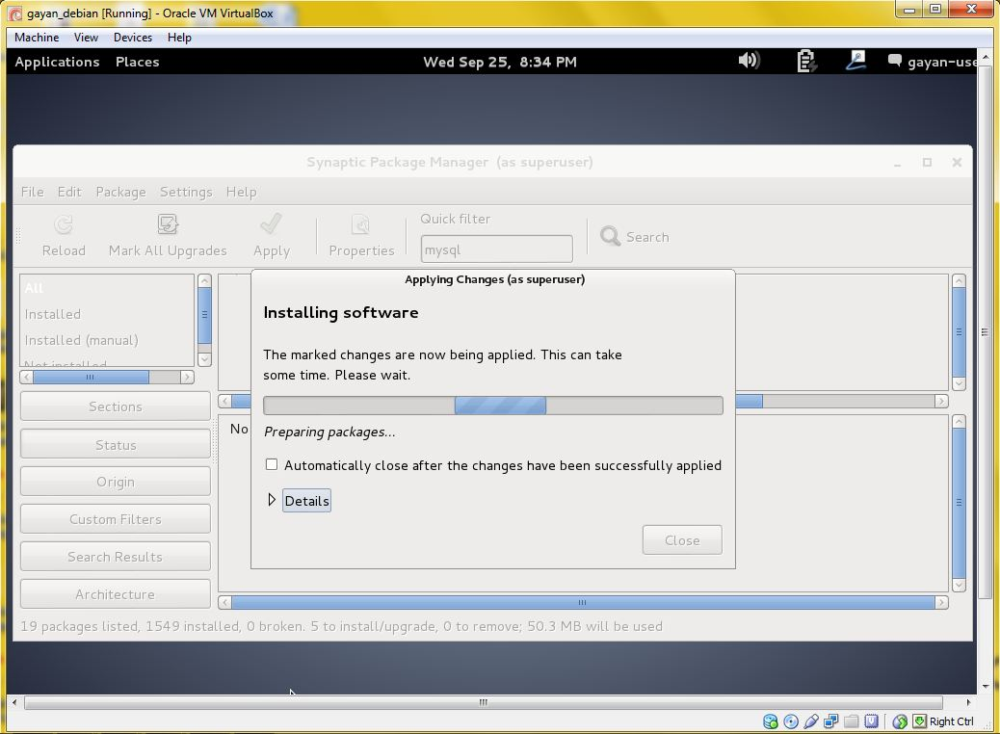 gayan_debian [Running] - Oracle VM VirtualBox
Machine View Devices Help
Applications Places Wed Sep 25, 8:34 PM gayan-use
Synaptic Package Manager (as superuser)
File Edit Package Settings Help
Quick filter
Reload Mark All Upgrades Apply Properties mysql Search
All
Installed
Installed (manual)
Not installed
Sections
Status
Origin
Custom Filters
Search Results
Architecture
No
Applying Changes (as superuser)
Installing software
The marked changes are now being applied. This can take
some time. Please wait.
Preparing packages...
Automatically close after the changes have been successfully applied
Details
Close
19 packages listed, 1549 installed, 0 broken. 5 to install/upgrade, 0 to remove; 50.3 MB will be used
Right Ctrl